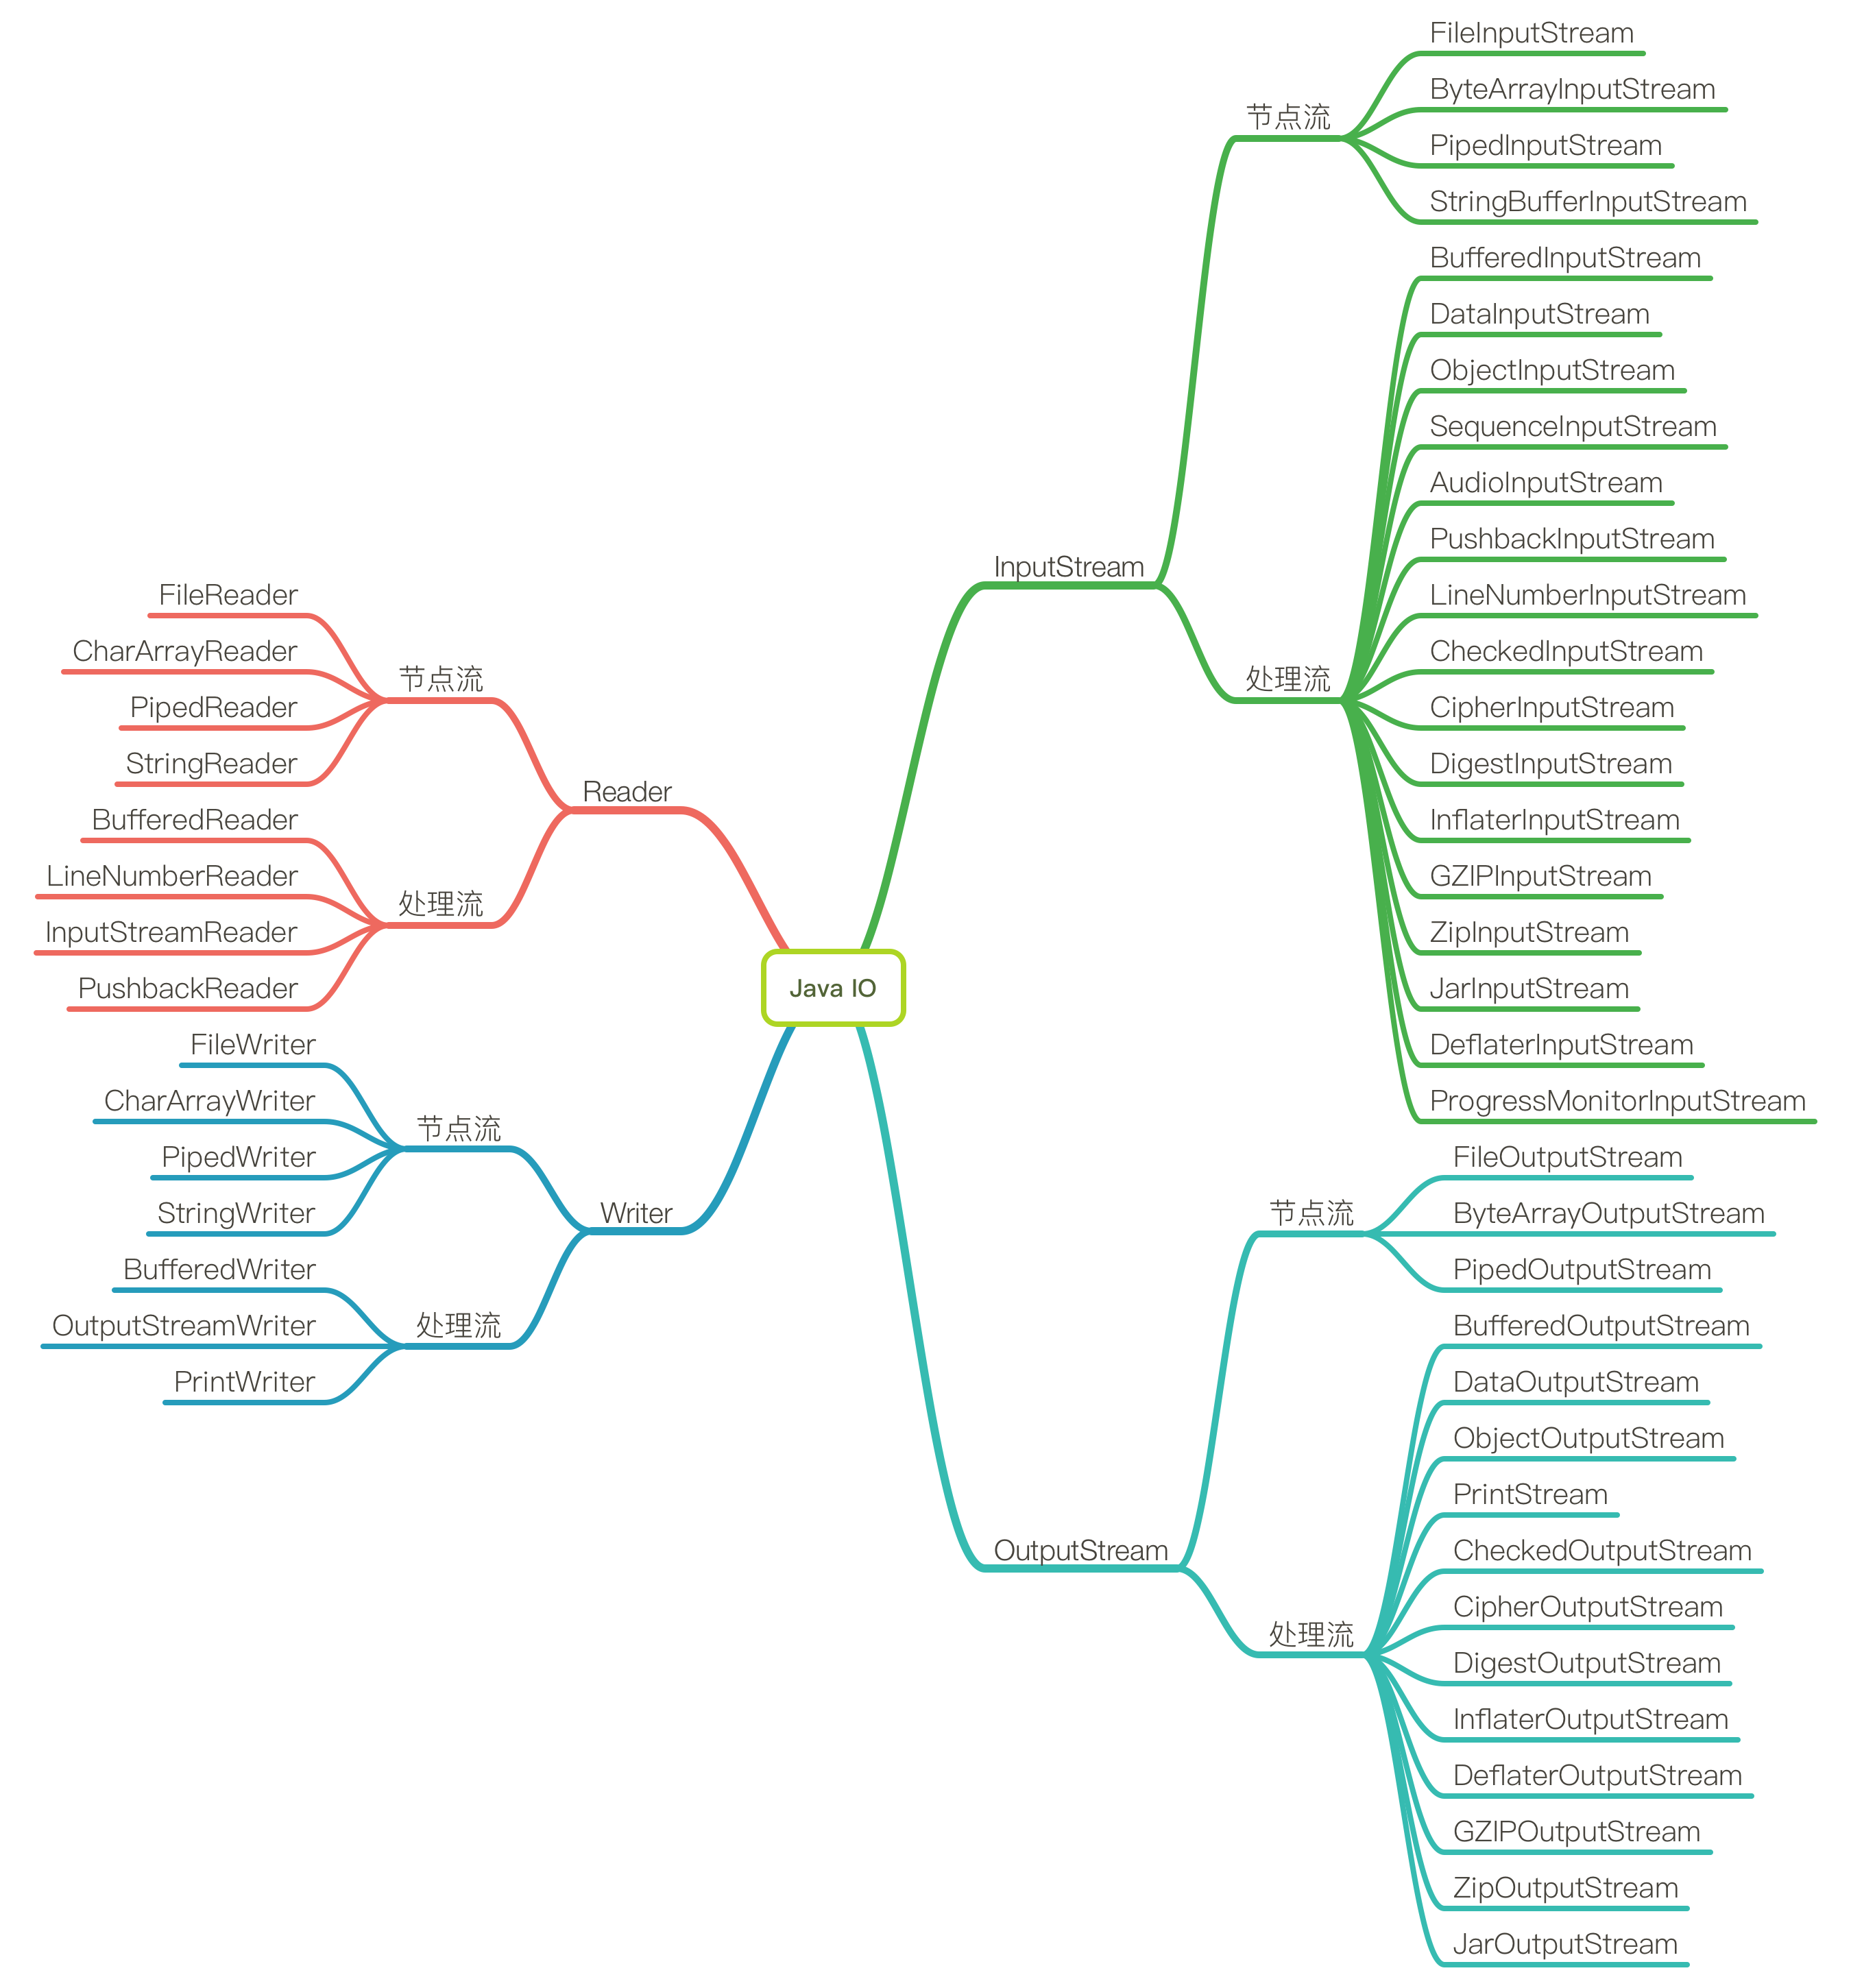 Java IO
InputStream
节点流
FileInputStream
ByteArrayInputStream
PipedInputStream
StringBufferInputStream
处理流
BufferedInputStream
DataInputStream
ObjectInputStream
SequenceInputStream
AudioInputStream
PushbackInputStream
LineNumberInputStream
CheckedInputStream
CipherInputStream
DigestInputStream
InflaterInputStream
GZIPInputStream
ZipInputStream
JarInputStream
DeflaterInputStream
ProgressMonitorInputStream
OutputStream
节点流
FileOutputStream
ByteArrayOutputStream
PipedOutputStream
处理流
BufferedOutputStream
DataOutputStream
ObjectOutputStream
PrintStream
CheckedOutputStream
CipherOutputStream
DigestOutputStream
InflaterOutputStream
DeflaterOutputStream
GZIPOutputStream
ZipOutputStream
JarOutputStream
Reader
节点流
FileReader
CharArrayReader
PipedReader
StringReader
处理流
BufferedReader
LineNumberReader
InputStreamReader
PushbackReader
Writer
节点流
FileWriter
CharArrayWriter
PipedWriter
StringWriter
处理流
BufferedWriter
OutputStreamWriter
PrintWriter